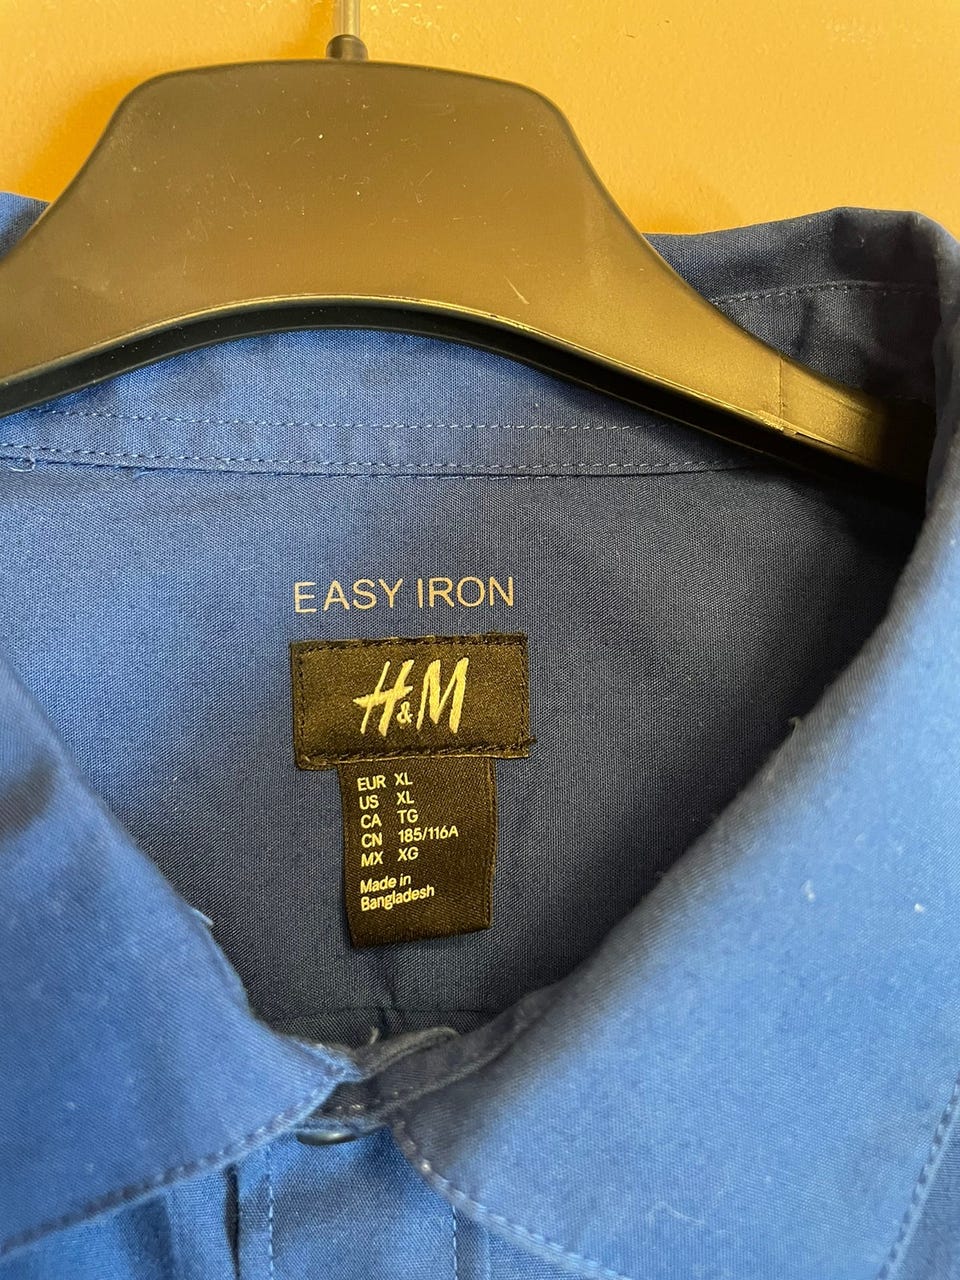 EASY IRON
H&M
EUR XL
US XL
CA TG
CN 185/116A
MX XG
Made in
Bangladesh